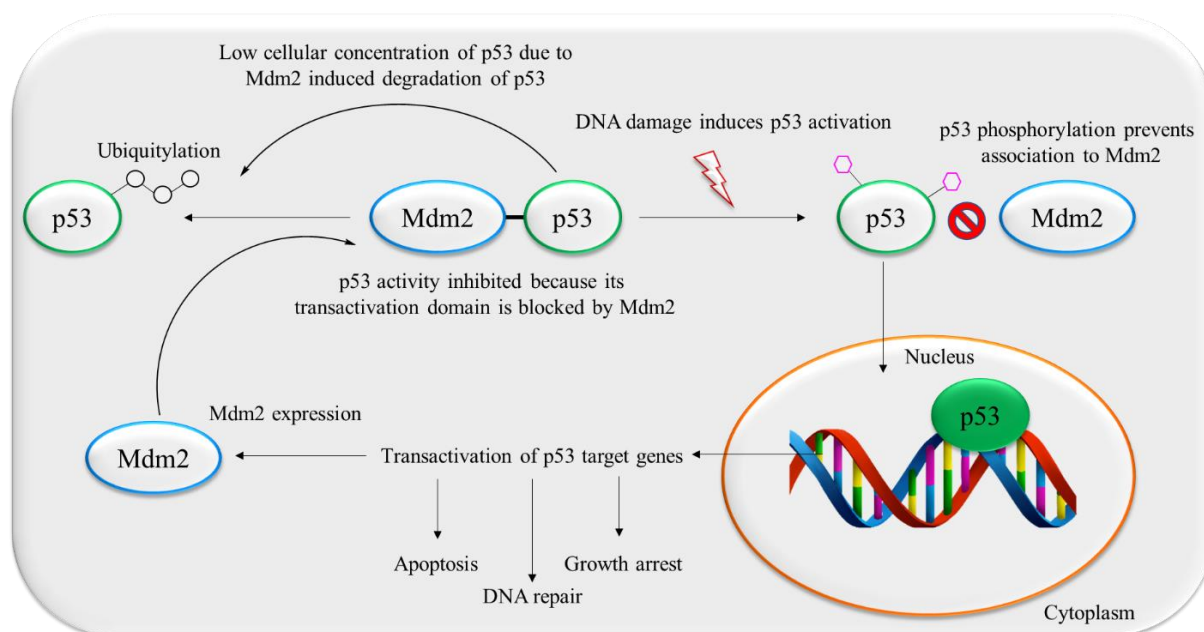 Low cellular concentration of p53 due to
Mdm2 induced degradation of p53
DNA damage induces p53 activation
p53 phosphorylation prevents
association to Mdm2
Ubiquitylation
p53
Mdm2
p53
p53
Mdm2
p53 activity inhibited because its
transactivation domain is blocked by Mdm2
Nucleus
p53
Mdm2 expression
Mdm2
Transactivation of p53 target genes
Apoptosis
Growth arrest
DNA repair
Cytoplasm